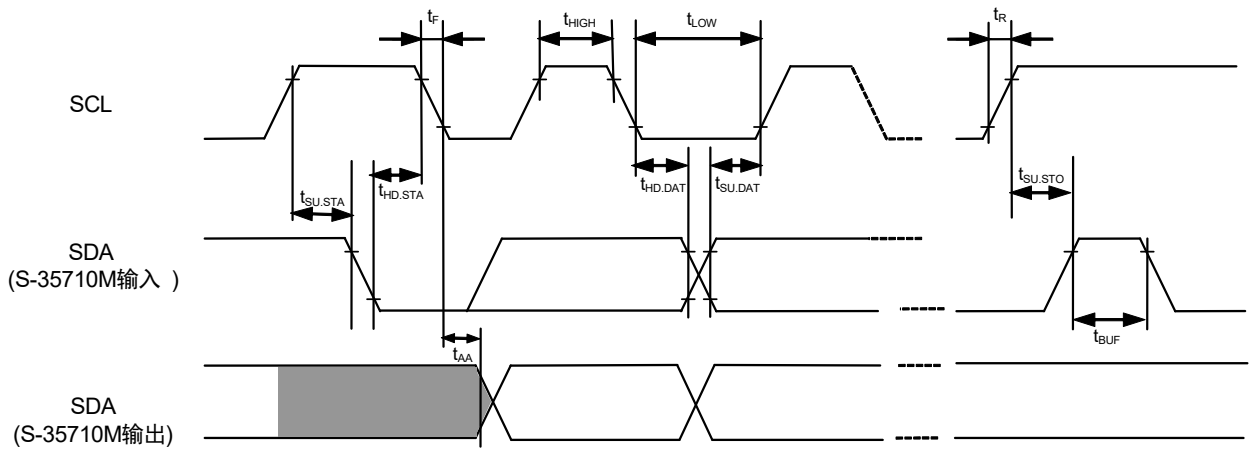 tF
tHIGH
tLOW
tR
SCL
tSU.STA
tHD.STA
tHD.DAT
tSU.DAT
tSU.STO
SDA
(S-35710M输入 )
tBUF
tAA
SDA
(S-35710M输出)